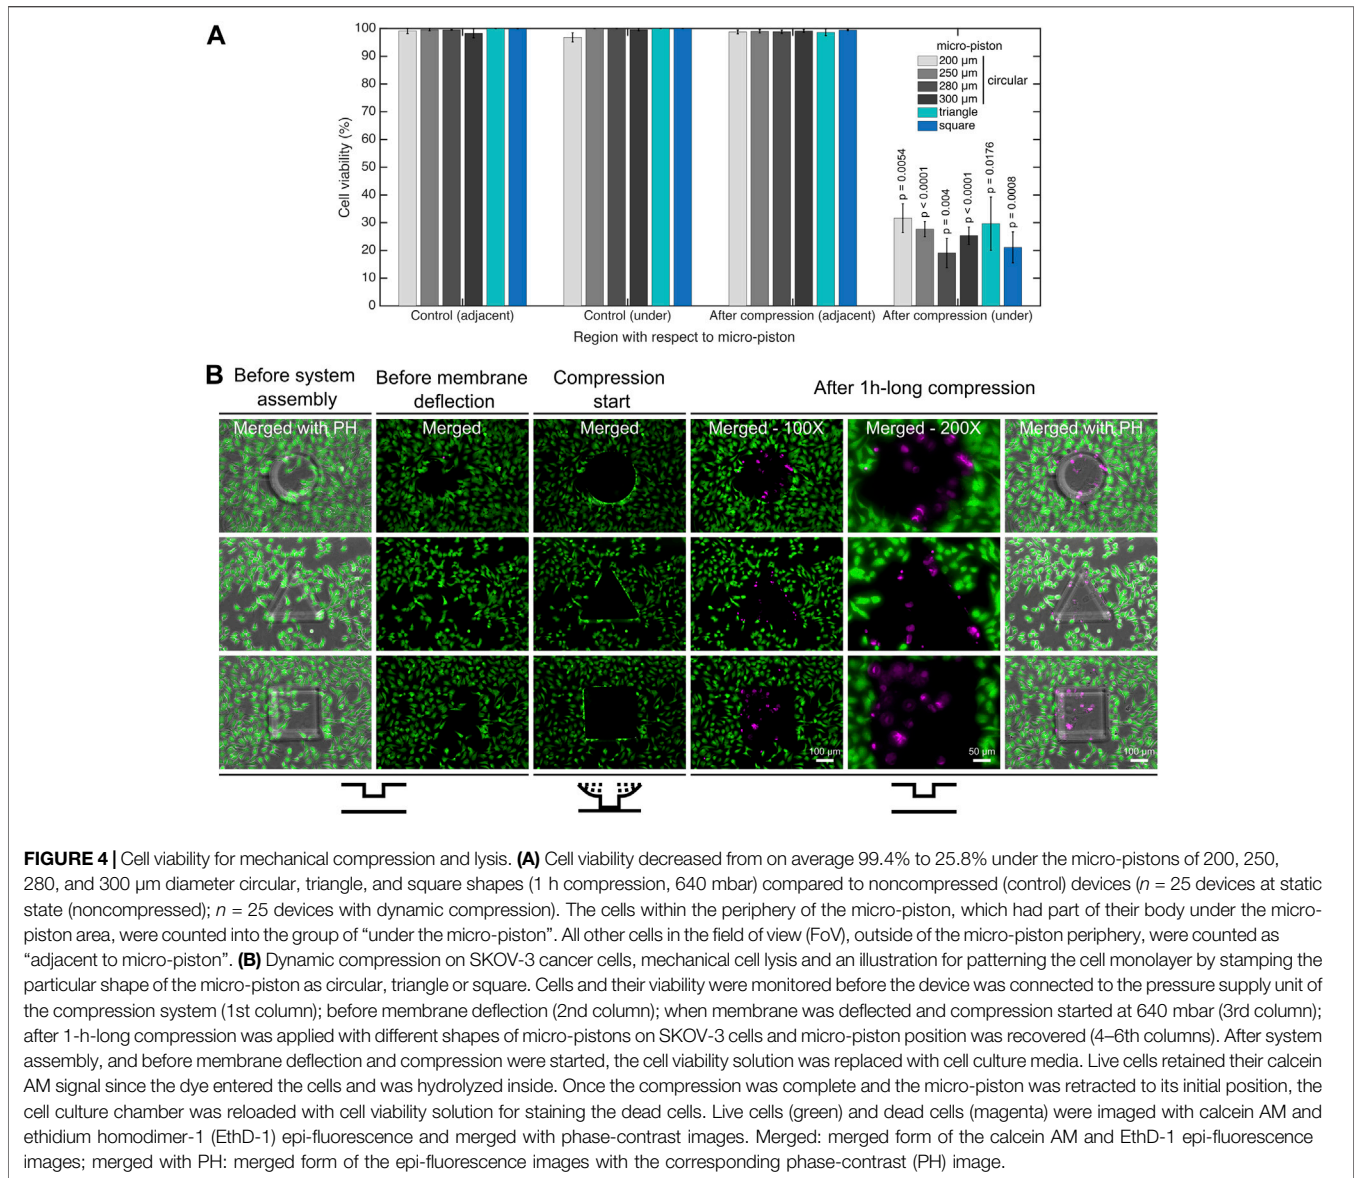 A
100
90
80
70
60
50
40
30
20
10
0
Cell viability (%)
micro-piston
200 µm
250 µm
280 µm
300 µm
circular
triangle
square
p = 0.0054
p < 0.0001
p = 0.004
p < 0.0001
p = 0.0176
p = 0.0008
Control (adjacent)
Control (under)
After compression (adjacent)
After compression (under)
Region with respect to micro-piston
B
Before system
assembly
Before membrane
deflection
Compression
start
After 1h-long compression
Merged with PH
Merged
Merged
Merged - 100X
Merged - 200X
Merged with PH
100 µm
50 µm
100 µm
FIGURE 4 | Cell viability for mechanical compression and lysis. (A) Cell viability decreased from on average 99.4% to 25.8% under the micro-pistons of 200, 250,
280, and 300 µm diameter circular, triangle, and square shapes (1 h compression, 640 mbar) compared to noncompressed (control) devices (n = 25 devices at static
state (noncompressed); n = 25 devices with dynamic compression). The cells within the periphery of the micro-piston, which had part of their body under the micro-
piston area, were counted into the group of “under the micro-piston”. All other cells in the field of view (FoV), outside of the micro-piston periphery, were counted as
“adjacent to micro-piston”. (B) Dynamic compression on SKOV-3 cancer cells, mechanical cell lysis and an illustration for patterning the cell monolayer by stamping the
particular shape of the micro-piston as circular, triangle or square. Cells and their viability were monitored before the device was connected to the pressure supply unit of
the compression system (1st column); before membrane deflection (2nd column); when membrane was deflected and compression started at 640 mbar (3rd column);
after 1-h-long compression was applied with different shapes of micro-pistons on SKOV-3 cells and micro-piston position was recovered (4–6th columns). After system
assembly, and before membrane deflection and compression were started, the cell viability solution was replaced with cell culture media. Live cells retained their calcein
AM signal since the dye entered the cells and was hydrolyzed inside. Once the compression was complete and the micro-piston was retracted to its initial position, the
cell culture chamber was reloaded with cell viability solution for staining the dead cells. Live cells (green) and dead cells (magenta) were imaged with calcein AM and
ethidium homodimer-1 (EthD-1) epi-fluorescence and merged with phase-contrast images. Merged: merged form of the calcein AM and EthD-1 epi-fluorescence
images; merged with PH: merged form of the epi-fluorescence images with the corresponding phase-contrast (PH) image.